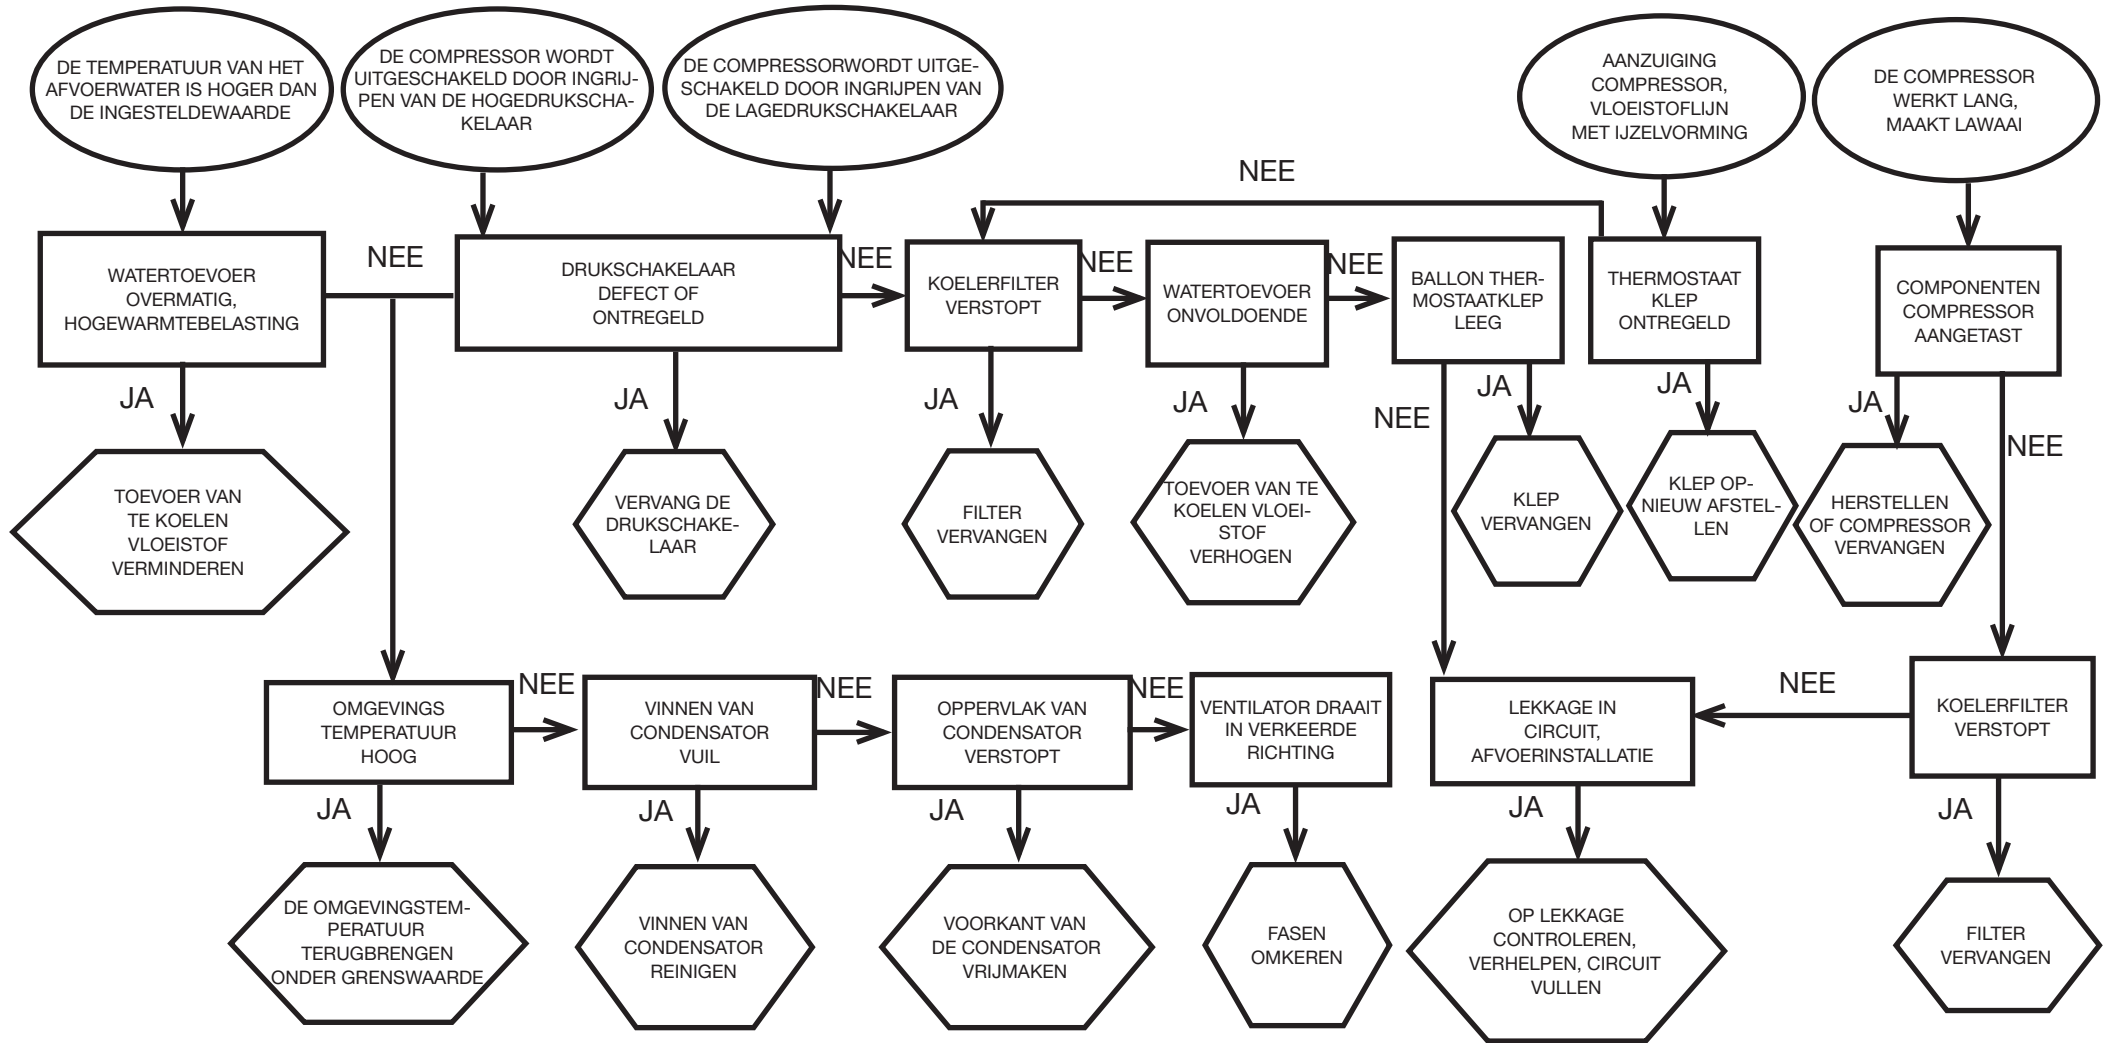 DE TEMPERATUUR VAN HET
AFVOERWATER IS HOGER DAN
DE INGESTELDEWAARDE
DE COMPRESSOR WORDT
UITGESCHAKELD DOOR INGRIJ-
PEN VAN DE HOGEDRUKSCHA-
KELAAR
DE COMPRESSORWORDT UITGE-
SCHAKELD DOOR INGRIJPEN VAN
DE LAGEDRUKSCHAKELAAR
AANZUIGING
COMPRESSOR,
VLOEISTOFLIJN
MET IJZELVORMING
DE COMPRESSOR
WERKT LANG,
MAAKT LAWAAI
NEE
WATERTOEVOER
OVERMATIG,
HOGEWARMTEBELASTING
NEE
DRUKSCHAKELAAR
DEFECT OF
ONTREGELD
NEE
KOELERFILTER
VERSTOPT
NEE
WATERTOEVOER
ONVOLDOENDE
NEE
BALLON THER-
MOSTAATKLEP
LEEG
THERMOSTAAT
KLEP
ONTREGELD
COMPONENTEN
COMPRESSOR
AANGETAST
JA
JA
JA
JA
NEE
JA
JA
JA
NEE
TOEVOER VAN
TE KOELEN
VLOEISTOF
VERMINDEREN
VERVANG DE
DRUKSCHAKE-
LAAR
FILTER
VERVANGEN
TOEVOER VAN TE
KOELEN VLOEI-
STOF
VERHOGEN
KLEP
VERVANGEN
KLEP OP-
NIEUW AFSTEL-
LEN
HERSTELLEN
OF COMPRESSOR
VERVANGEN
OMGEVINGS
TEMPERATUUR
HOOG
NEE
VINNEN VAN
CONDENSATOR
VUIL
NEE
OPPERVLAK VAN
CONDENSATOR
VERSTOPT
NEE
VENTILATOR DRAAIT
IN VERKEERDE
RICHTING
LEKKAGE IN
CIRCUIT,
AFVOERINSTALLATIE
NEE
KOELERFILTER
VERSTOPT
JA
JA
JA
JA
JA
JA
DE OMGEVINGSTEM-
PERATUUR
TERUGBRENGEN
ONDER GRENSWAARDE
VINNEN VAN
CONDENSATOR
REINIGEN
VOORKANT VAN
DE CONDENSATOR
VRIJMAKEN
FASEN
OMKEREN
OP LEKKAGE
CONTROLEREN,
VERHELPEN, CIRCUIT
VULLEN
FILTER
VERVANGEN